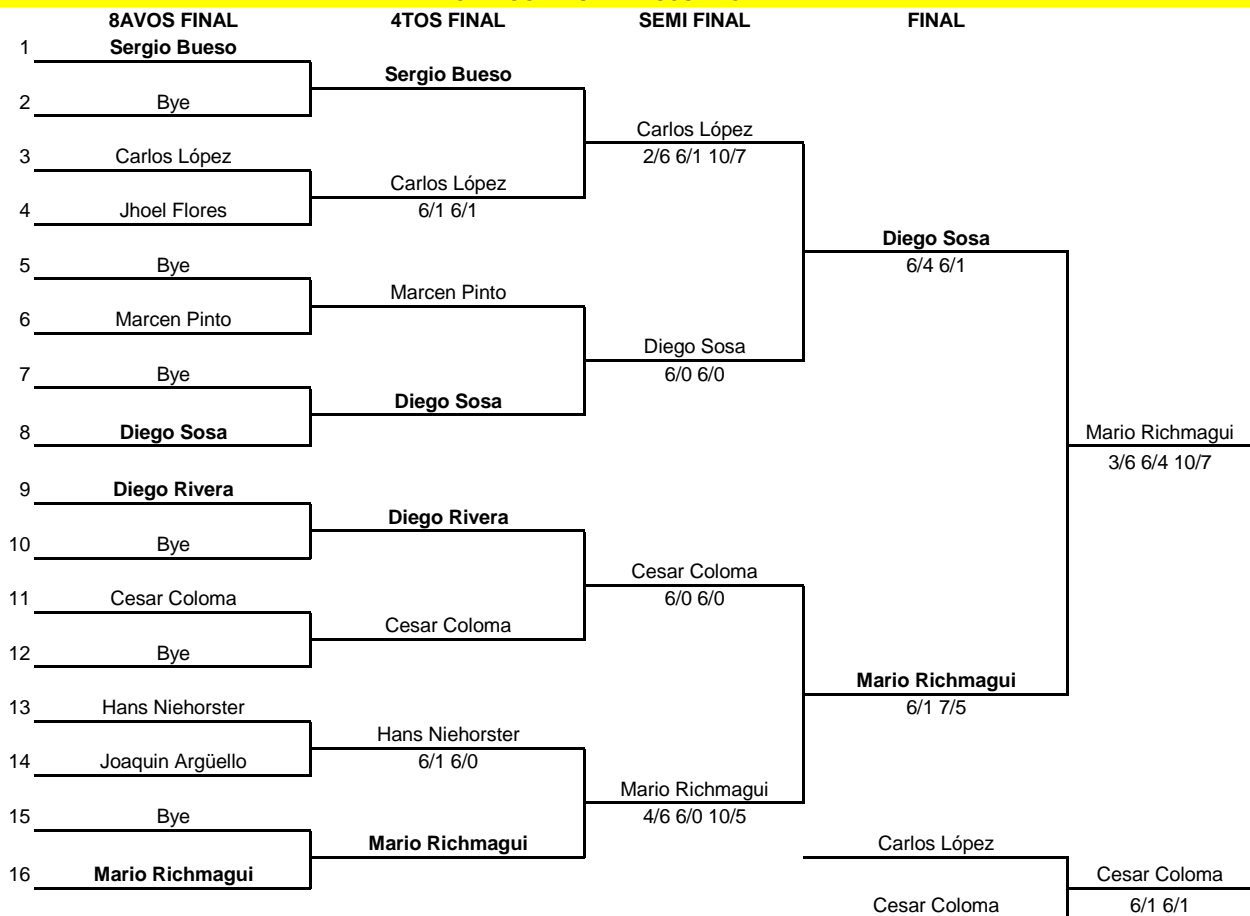 8AVOS FINAL 4TOS FINAL SEMI FINAL FINAL
1 Sergio Bueso
Sergio Bueso
2 Bye
Carlos López
3 Carlos López 2/6 6/1 10/7
Carlos López
4 Jhoel Flores 6/1 6/1
Diego Sosa
5 Bye 6/4 6/1
Marcen Pinto
6 Marcen Pinto
Diego Sosa
7 Bye 6/0 6/0
Diego Sosa
8 Diego Sosa Mario Richmagui
3/6 6/4 10/7
9 Diego Rivera
Diego Rivera
10 Bye
Cesar Coloma
11 Cesar Coloma 6/0 6/0
Cesar Coloma
12 Bye
Mario Richmagui
13 Hans Niehorster 6/1 7/5
Hans Niehorster
14 Joaquin Argüello 6/1 6/0
Mario Richmagui
15 Bye 4/6 6/0 10/5
Mario Richmagui Carlos López
16 Mario Richmagui Cesar Coloma
Cesar Coloma 6/1 6/1